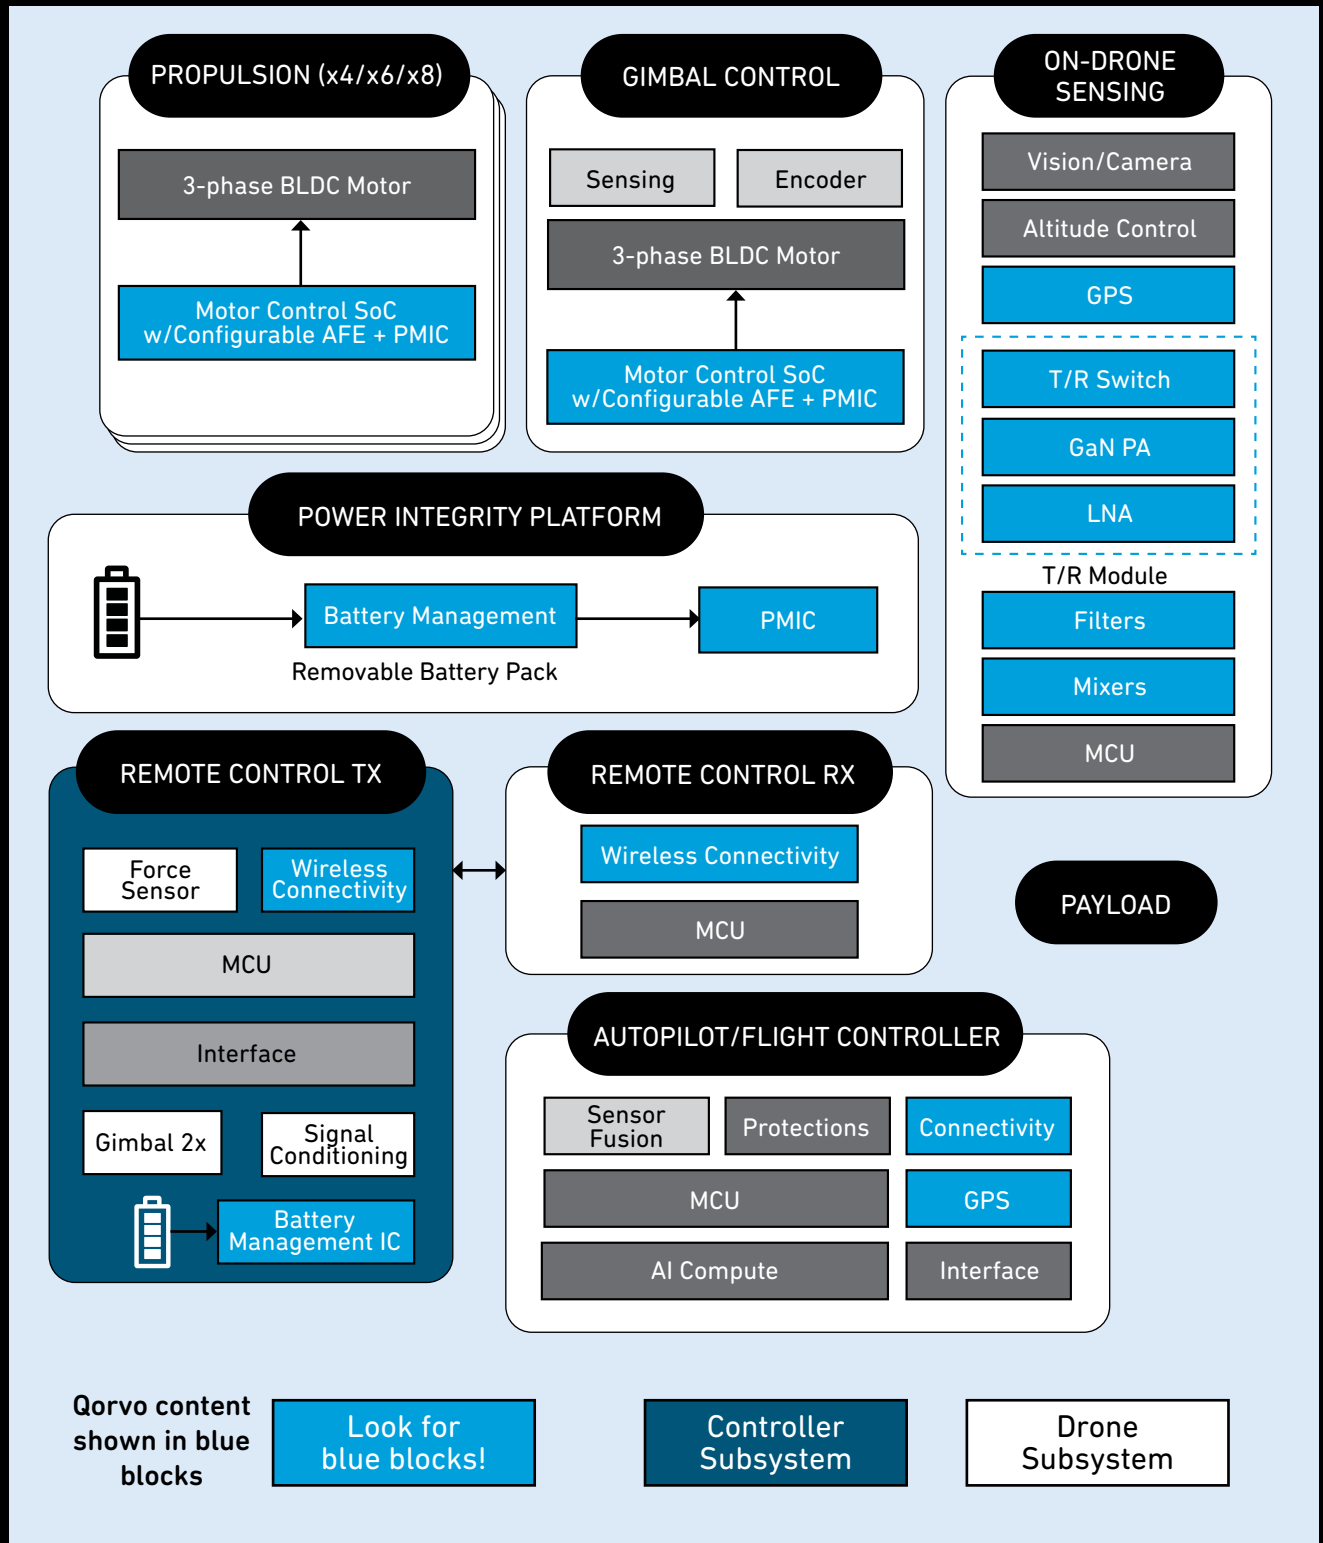 PROPULSION (x4/x6/x8)
3-phase BLDC Motor
Motor Control SoC
w/Configurable AFE + PMIC
GIMBAL CONTROL
Sensing
Encoder
3-phase BLDC Motor
Motor Control SoC
w/Configurable AFE + PMIC
ON-DRONE
SENSING
Vision/Camera
Altitude Control
GPS
T/R Switch
GaN PA
LNA
T/R Module
Filters
Mixers
MCU
POWER INTEGRITY PLATFORM
Battery Management
PMIC
Removable Battery Pack
REMOTE CONTROL TX
Force
Sensor
Wireless
Connectivity
MCU
Interface
Gimbal 2x
Signal
Conditioning
Battery
Management IC
REMOTE CONTROL RX
Wireless Connectivity
MCU
PAYLOAD
AUTOPILOT/FLIGHT CONTROLLER
Sensor
Fusion
Protections
Connectivity
MCU
GPS
AI Compute
Interface
Qorvo content
shown in blue
blocks
Look for
blue blocks!
Controller
Subsystem
Drone
Subsystem